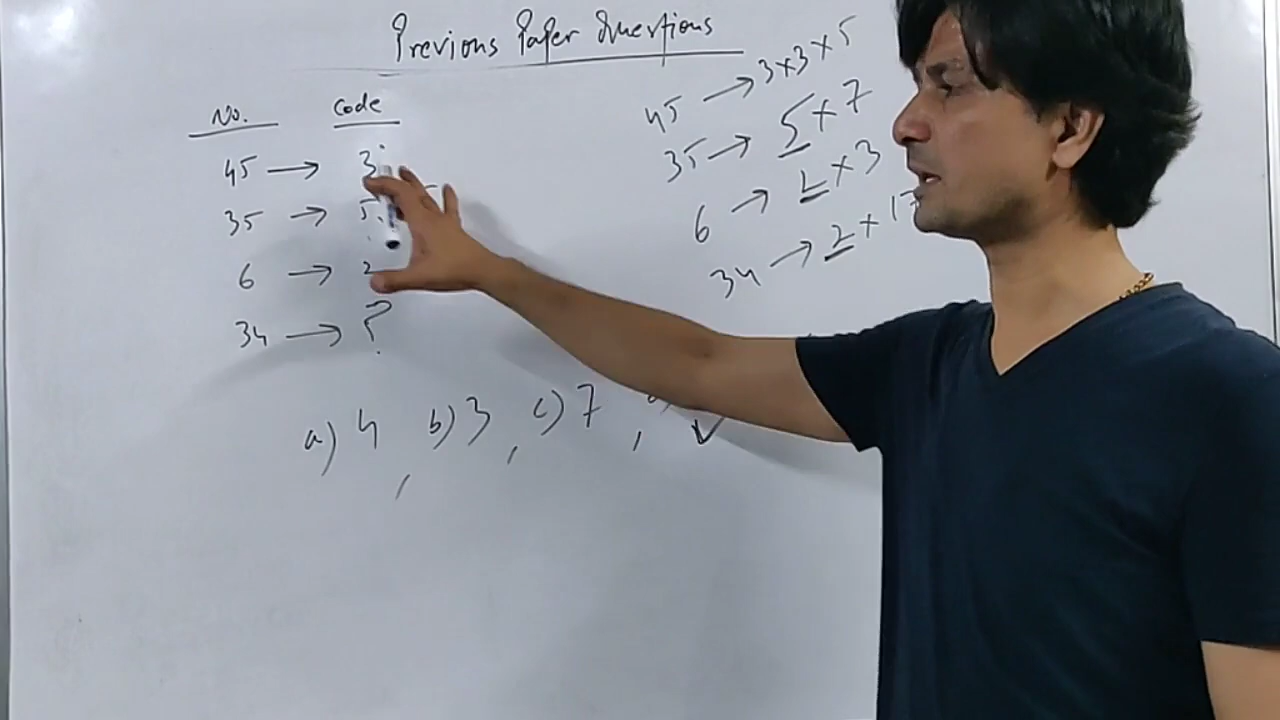 Previous Paper Questions
No. Code
45 → 3
35 → 5
6 → 2
34 → ?
45 → 3×3×5
35 → 5×7
6 → 2×3
34 → 2×17
a) 4, b) 3, c) 7,